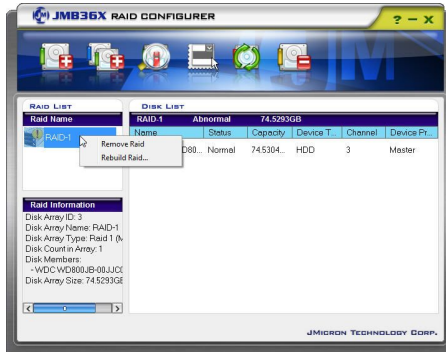 JMB36X RAID CONFIGURER
? – X
RAID LIST
Raid Name
RAID-1
Remove Raid
Rebuild Raid...
DISK LIST
RAID-1 Abnormal 74.5293GB
Name Status Capacity Device T... Channel Device Pr...
D80... Normal 74.5304... HDD 3 Master
Raid Information
Disk Array ID: 3
Disk Array Name: RAID-1
Disk Array Type: Raid 1 (M
Disk Count in Array: 1
Disk Members:
- WDC WD800JB-00JJC0
Disk Array Size: 74.5293GB
JMICRON TECHNOLOGY CORP.